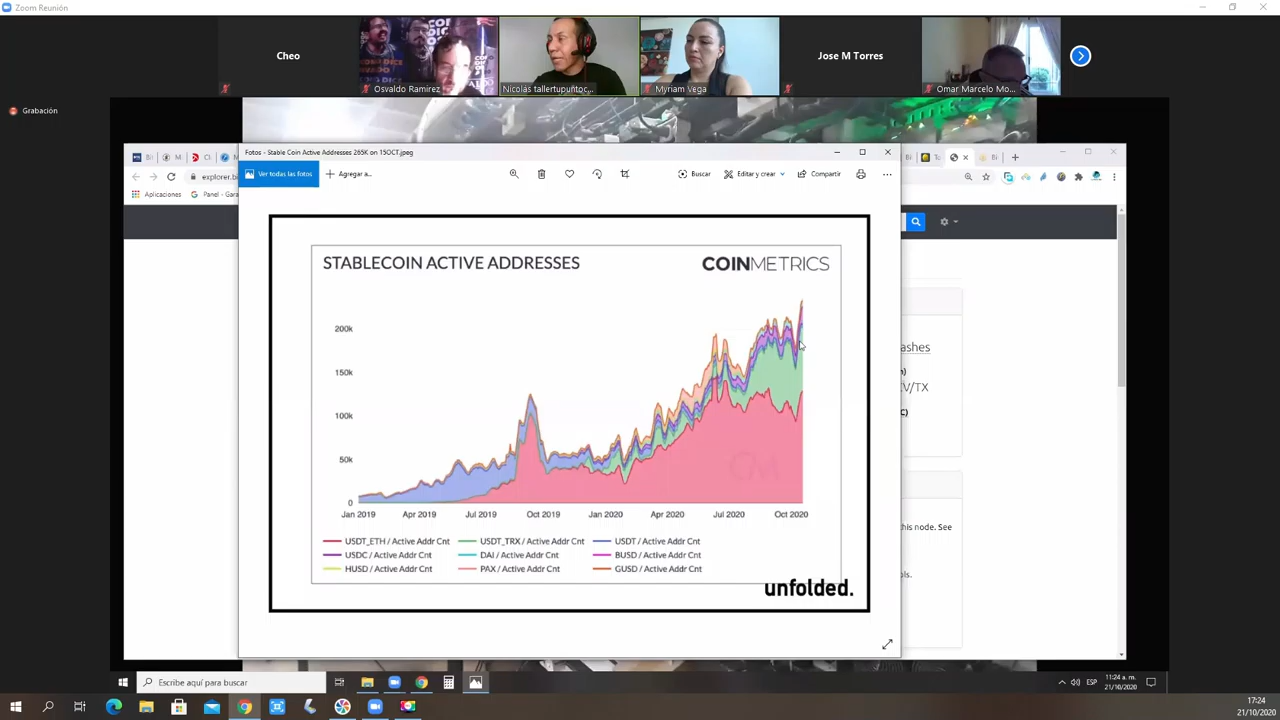 Zoom Reunión
Cheo
Osvaldo Ramirez
Nicolás tallertupuntoc...
Myriam Vega
Jose M Torres
Omar Marcelo Mo...
Grabación
Fotos - Stable Coin Active Addresses 265K on 15OCT.jpeg
Ver todas las fotos
Agregar a...
Buscar
Editar y crear
Compartir
explorer.bi
Aplicaciones
Panel - Gara
STABLECOIN ACTIVE ADDRESSES
COINMETRICS
200k
150k
100k
50k
0
Jan 2019
Apr 2019
Jul 2019
Oct 2019
Jan 2020
Apr 2020
Jul 2020
Oct 2020
USDT_ETH / Active Addr Cnt
USDT_TRX / Active Addr Cnt
USDT / Active Addr Cnt
USDC / Active Addr Cnt
DAI / Active Addr Cnt
BUSD / Active Addr Cnt
HUSD / Active Addr Cnt
PAX / Active Addr Cnt
GUSD / Active Addr Cnt
unfolded.
ashes
V/TX
this node. See
Escribe aquí para buscar
ESP
11:24 a. m.
21/10/2020
17:24
21/10/2020